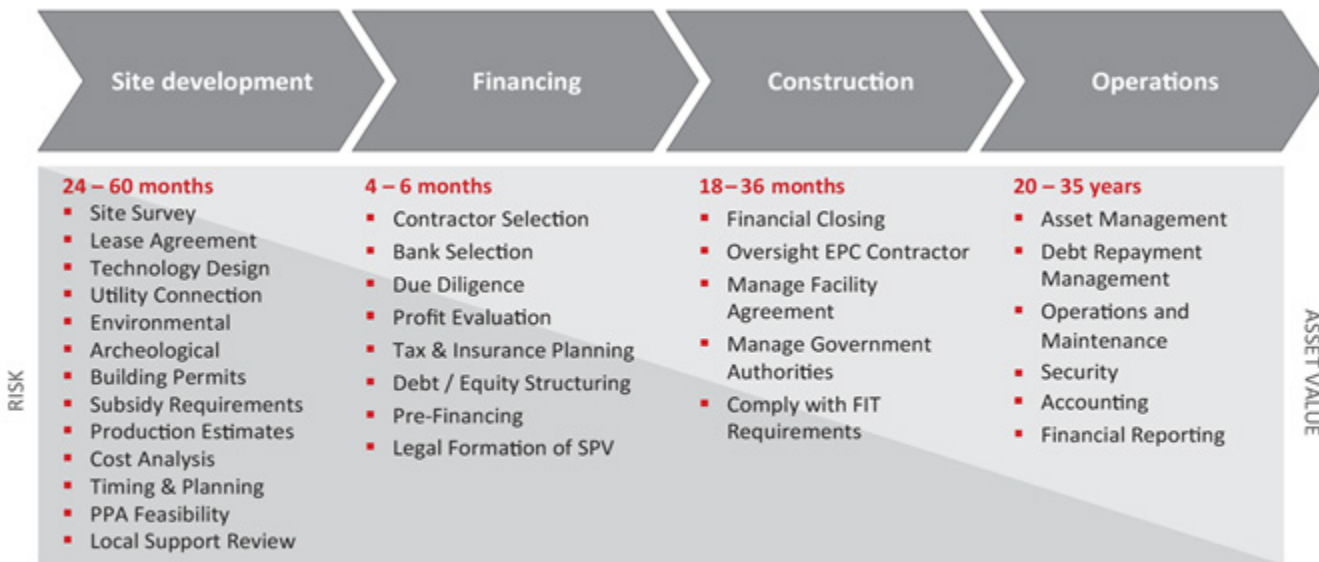 Site development
Financing
Construction
Operations
24 – 60 months
▪ Site Survey
▪ Lease Agreement
▪ Technology Design
▪ Utility Connection
▪ Environmental
▪ Archeological
▪ Building Permits
▪ Subsidy Requirements
▪ Production Estimates
▪ Cost Analysis
▪ Timing & Planning
▪ PPA Feasibility
▪ Local Support Review
4 – 6 months
▪ Contractor Selection
▪ Bank Selection
▪ Due Diligence
▪ Profit Evaluation
▪ Tax & Insurance Planning
▪ Debt / Equity Structuring
▪ Pre-Financing
▪ Legal Formation of SPV
18– 36 months
▪ Financial Closing
▪ Oversight EPC Contractor
▪ Manage Facility
Agreement
▪ Manage Government
Authorities
▪ Comply with FIT
Requirements
20 – 35 years
▪ Asset Management
▪ Debt Repayment
Management
▪ Operations and
Maintenance
▪ Security
▪ Accounting
▪ Financial Reporting
RISK
ASSET VALUE